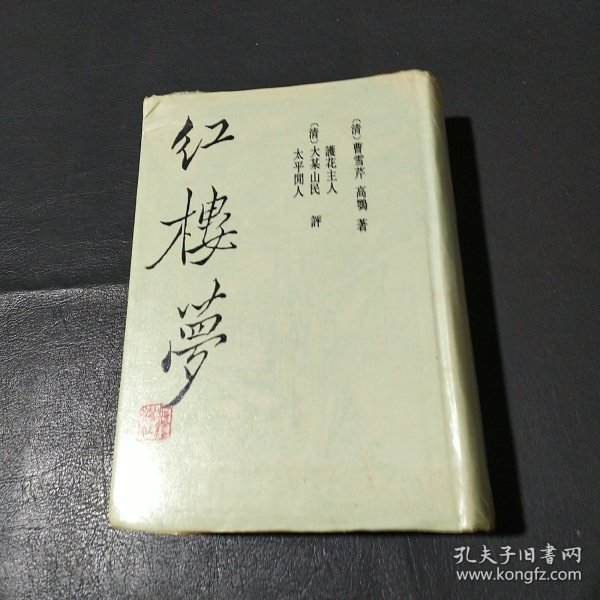 〔清〕曹雪芹 高鶚 著
護花主人
〔清〕大某山民 評
太平閒人
红樓夢
孔夫子旧書网
www.kongfz.com